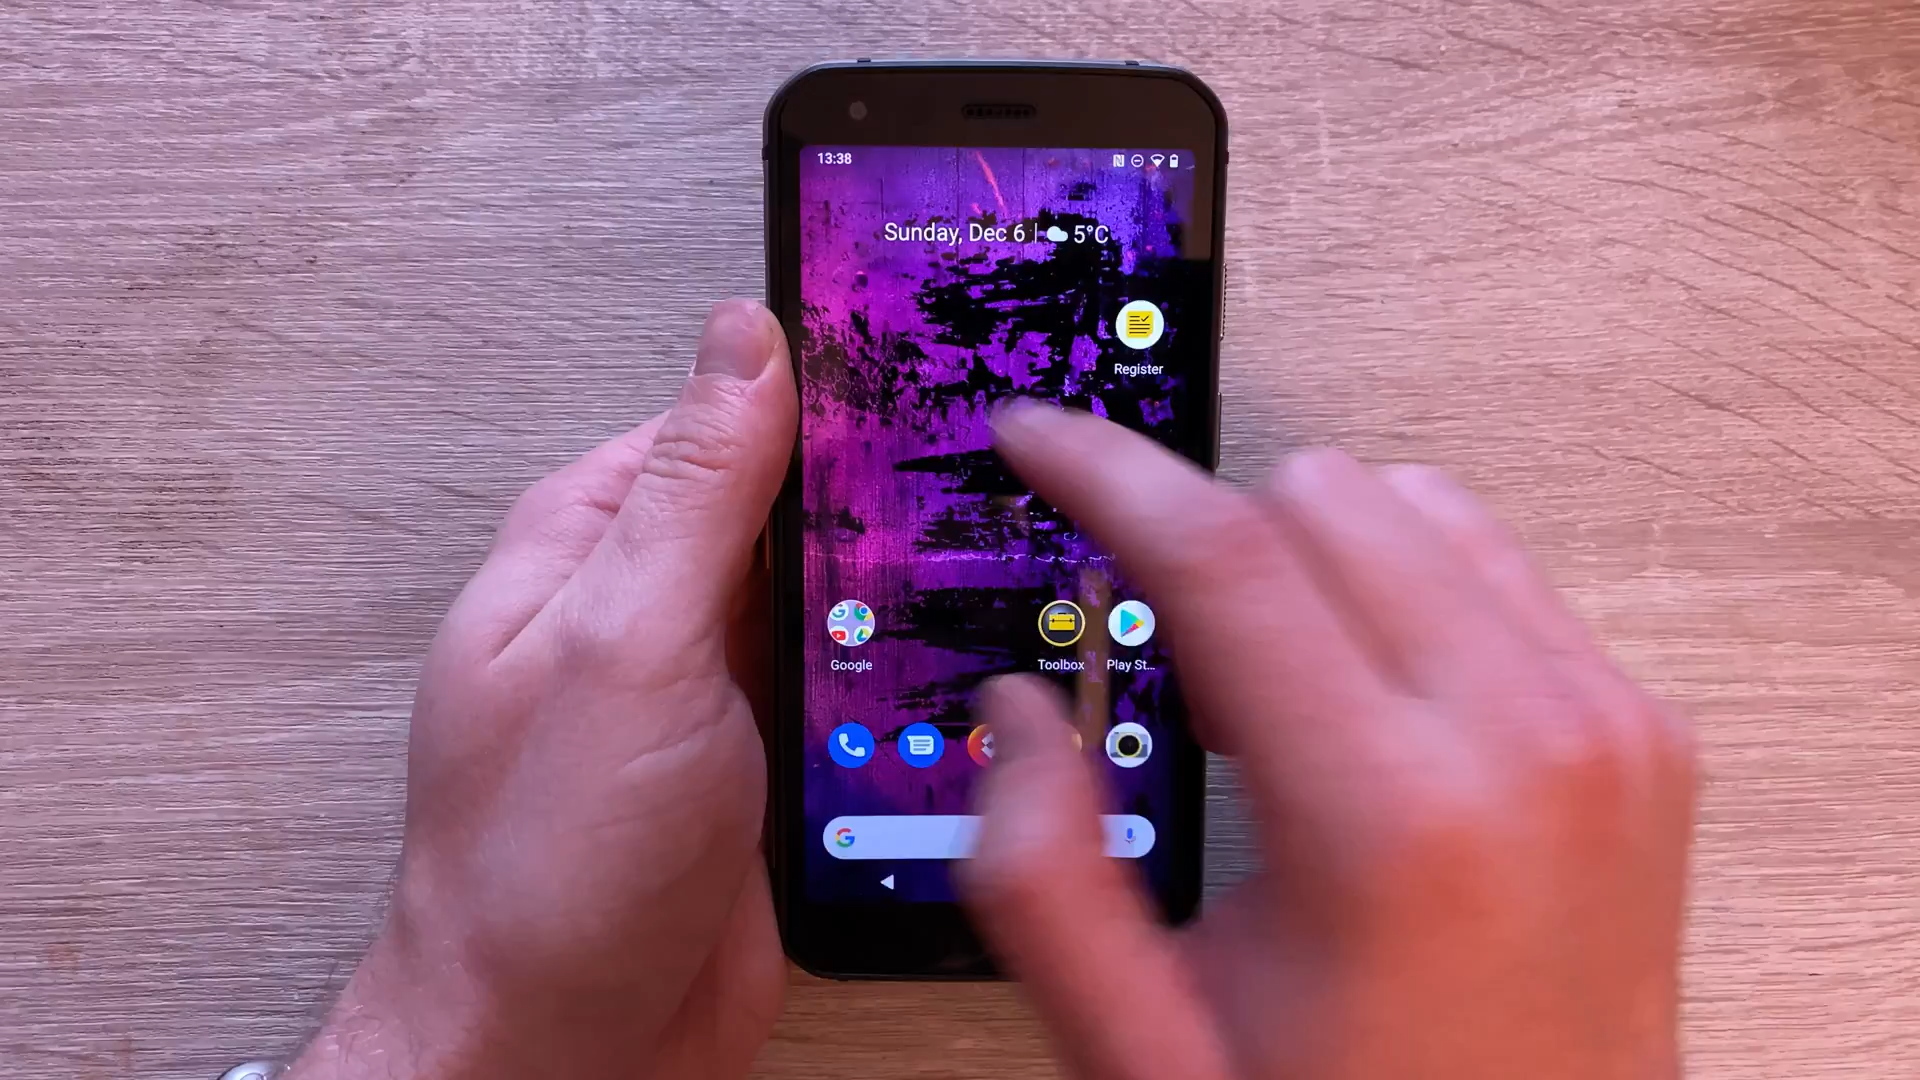 13:38
Sunday, Dec 6 | 5°C
Register
Google
Toolbox
Play St...